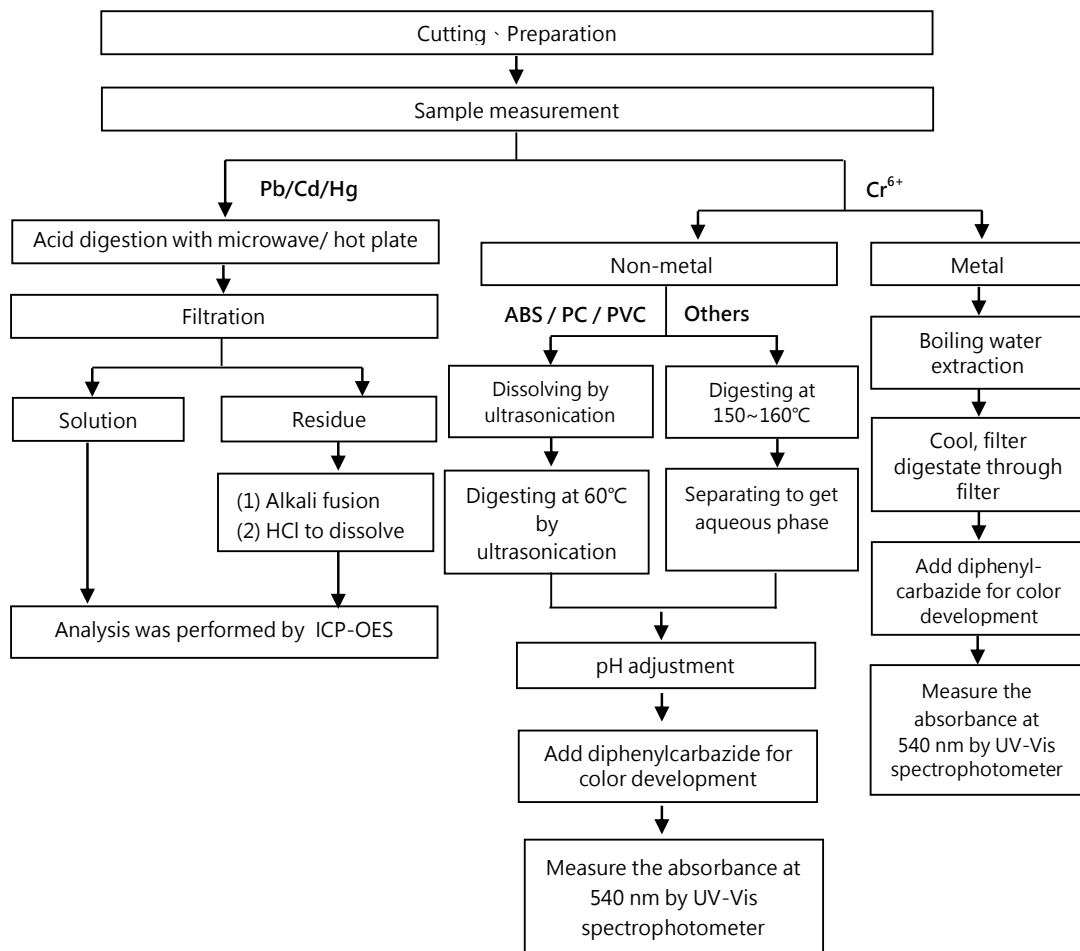 Cutting、Preparation
Sample measurement
Pb/Cd/Hg
Cr⁶⁺
Acid digestion with microwave/ hot plate
Filtration
Solution
Residue
(1) Alkali fusion
(2) HCl to dissolve
Analysis was performed by ICP-OES
Non-metal
ABS / PC / PVC
Others
Dissolving by
ultrasonication
Digesting at 60℃
by
ultrasonication
Digesting at
150~160℃
Separating to get
aqueous phase
pH adjustment
Add diphenylcarbazide for
color development
Measure the absorbance at
540 nm by UV-Vis
spectrophotometer
Metal
Boiling water
extraction
Cool, filter
digestate through
filter
Add diphenyl-
carbazide for color
development
Measure the
absorbance at
540 nm by UV-Vis
spectrophotometer